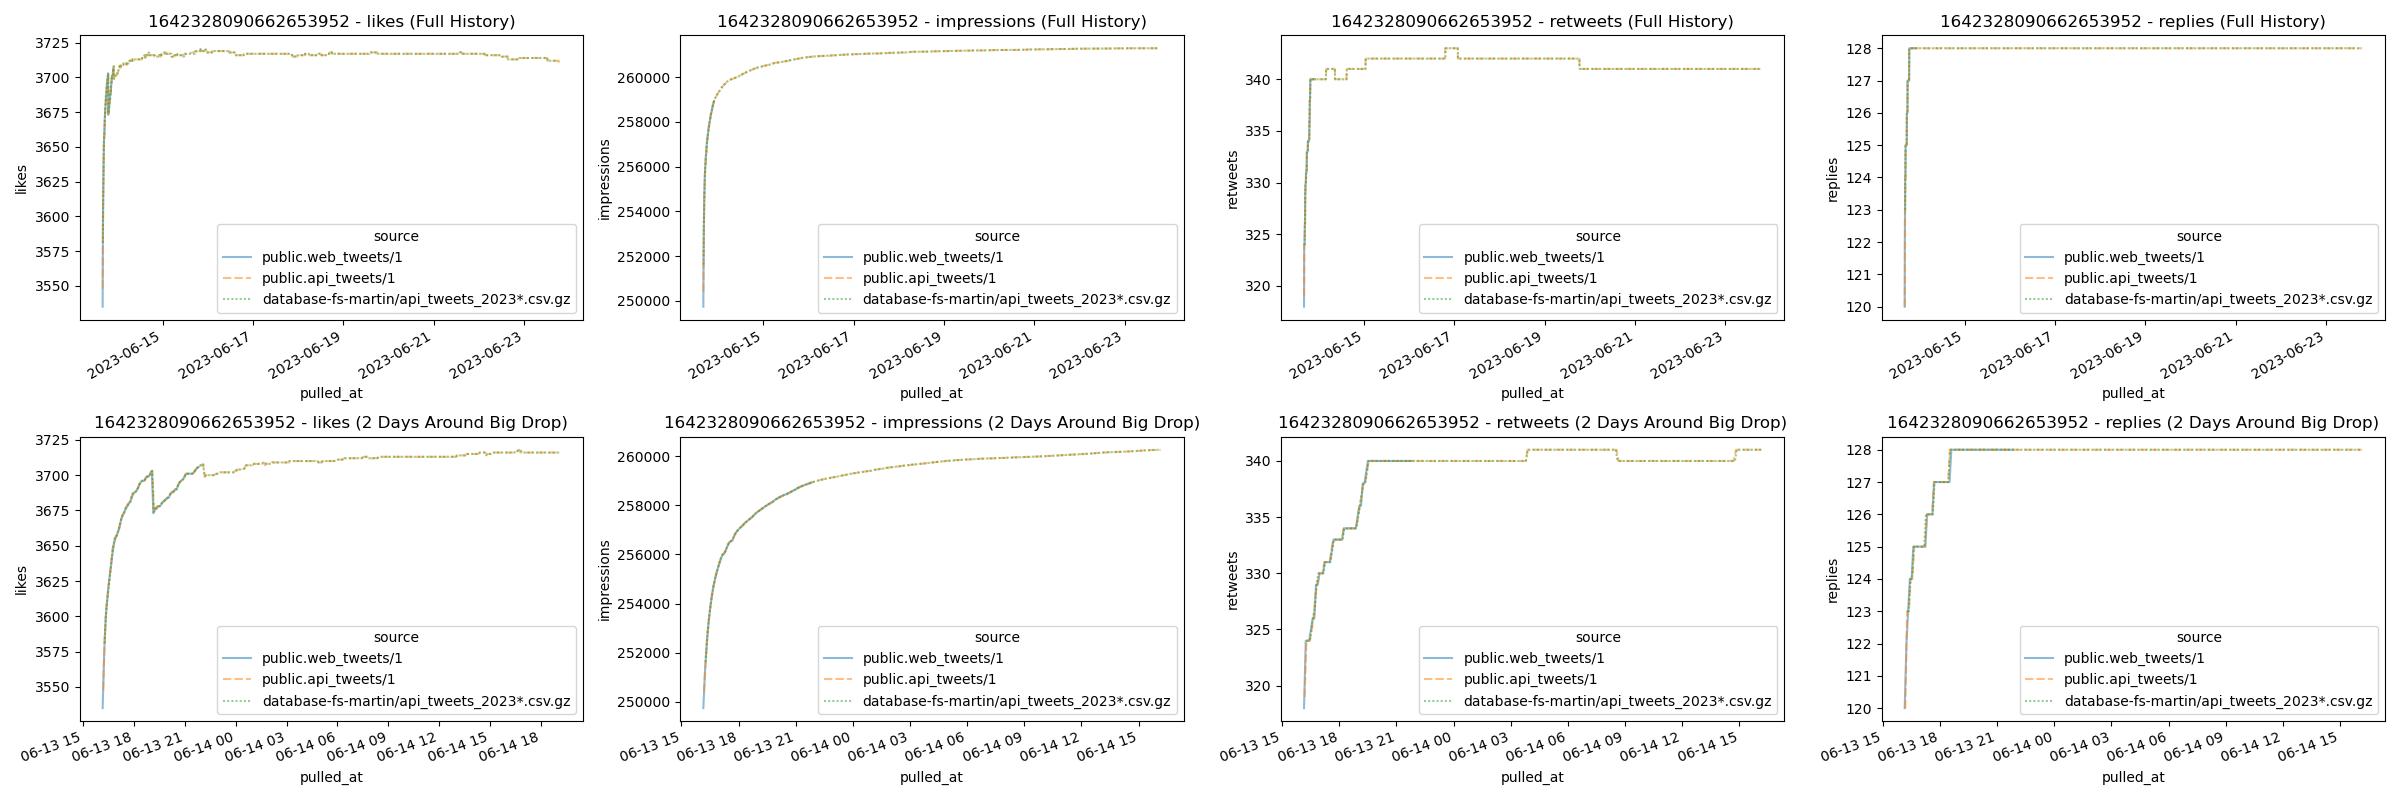 1642328090662653952 - likes (Full History)
3725
3700
3675
3650
3625
3600
3575
3550
likes
source
public.web_tweets/1
public.api_tweets/1
database-fs-martin/api_tweets_2023*.csv.gz
2023-06-15
2023-06-17
2023-06-19
2023-06-21
2023-06-23
pulled_at
1642328090662653952 - impressions (Full History)
260000
258000
256000
254000
252000
250000
impressions
source
public.web_tweets/1
public.api_tweets/1
database-fs-martin/api_tweets_2023*.csv.gz
2023-06-15
2023-06-17
2023-06-19
2023-06-21
2023-06-23
pulled_at
1642328090662653952 - retweets (Full History)
340
335
330
325
320
retweets
source
public.web_tweets/1
public.api_tweets/1
database-fs-martin/api_tweets_2023*.csv.gz
2023-06-15
2023-06-17
2023-06-19
2023-06-21
2023-06-23
pulled_at
1642328090662653952 - replies (Full History)
128
127
126
125
124
123
122
121
120
replies
source
public.web_tweets/1
public.api_tweets/1
database-fs-martin/api_tweets_2023*.csv.gz
2023-06-15
2023-06-17
2023-06-19
2023-06-21
2023-06-23
pulled_at
1642328090662653952 - likes (2 Days Around Big Drop)
3725
3700
3675
3650
3625
3600
3575
3550
likes
source
public.web_tweets/1
public.api_tweets/1
database-fs-martin/api_tweets_2023*.csv.gz
06-13 15
06-13 18
06-13 21
06-14 00
06-14 03
06-14 06
06-14 09
06-14 12
06-14 15
06-14 18
pulled_at
1642328090662653952 - impressions (2 Days Around Big Drop)
260000
258000
256000
254000
252000
250000
impressions
source
public.web_tweets/1
public.api_tweets/1
database-fs-martin/api_tweets_2023*.csv.gz
06-13 15
06-13 18
06-13 21
06-14 00
06-14 03
06-14 06
06-14 09
06-14 12
06-14 15
pulled_at
1642328090662653952 - retweets (2 Days Around Big Drop)
340
335
330
325
320
retweets
source
public.web_tweets/1
public.api_tweets/1
database-fs-martin/api_tweets_2023*.csv.gz
06-13 15
06-13 18
06-13 21
06-14 00
06-14 03
06-14 06
06-14 09
06-14 12
06-14 15
pulled_at
1642328090662653952 - replies (2 Days Around Big Drop)
128
127
126
125
124
123
122
121
120
replies
source
public.web_tweets/1
public.api_tweets/1
database-fs-martin/api_tweets_2023*.csv.gz
06-13 15
06-13 18
06-13 21
06-14 00
06-14 03
06-14 06
06-14 09
06-14 12
06-14 15
pulled_at